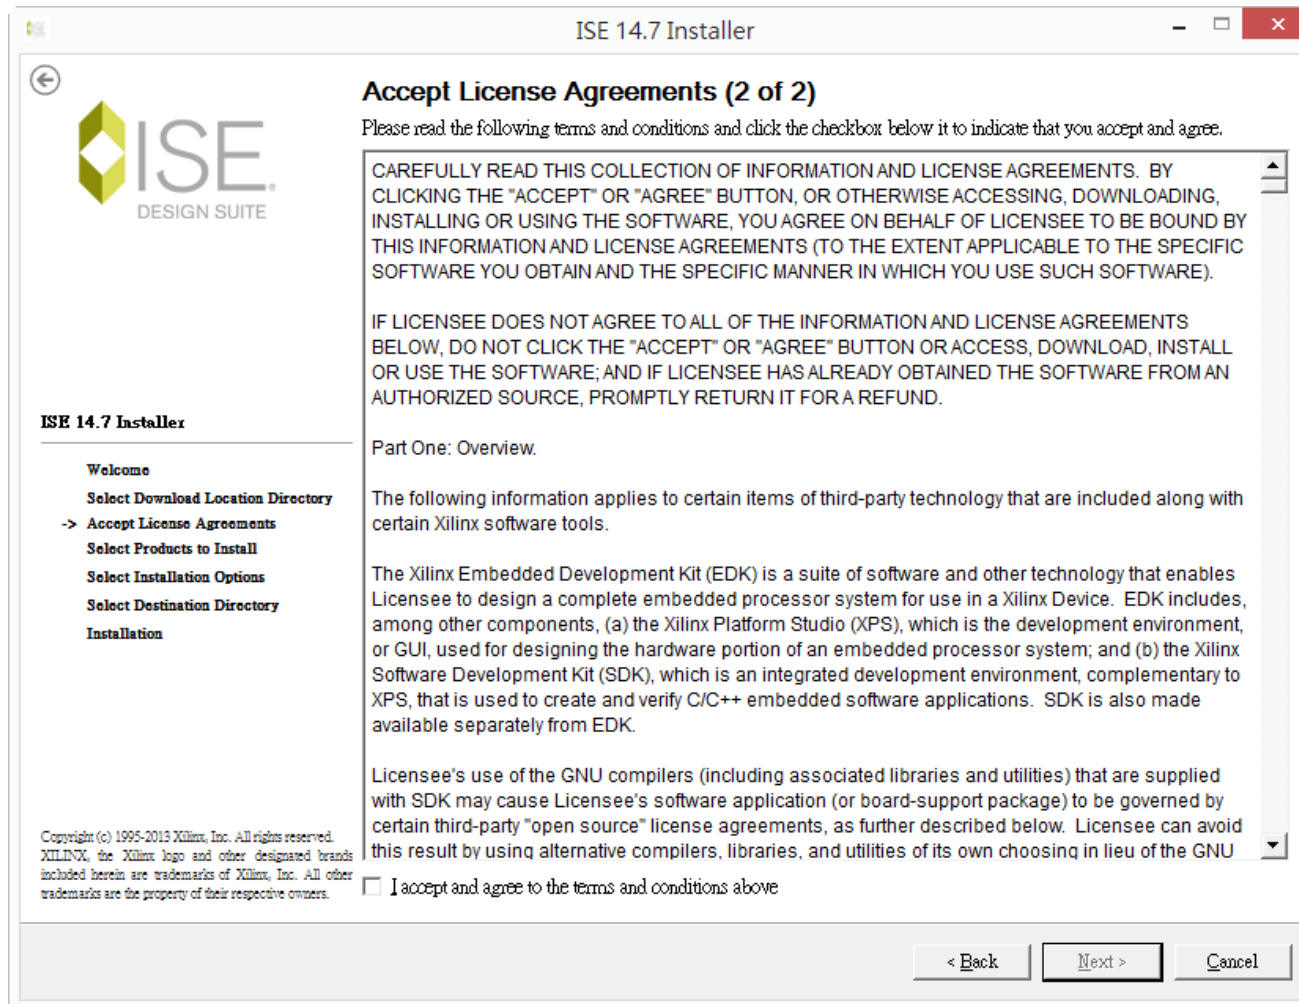 ISE 14.7 Installer
ISE
DESIGN SUITE
Accept License Agreements (2 of 2)
Please read the following terms and conditions and click the checkbox below it to indicate that you accept and agree.
CAREFULLY READ THIS COLLECTION OF INFORMATION AND LICENSE AGREEMENTS.  BY
CLICKING THE "ACCEPT" OR "AGREE" BUTTON, OR OTHERWISE ACCESSING, DOWNLOADING,
INSTALLING OR USING THE SOFTWARE, YOU AGREE ON BEHALF OF LICENSEE TO BE BOUND BY
THIS INFORMATION AND LICENSE AGREEMENTS (TO THE EXTENT APPLICABLE TO THE SPECIFIC
SOFTWARE YOU OBTAIN AND THE SPECIFIC MANNER IN WHICH YOU USE SUCH SOFTWARE).
IF LICENSEE DOES NOT AGREE TO ALL OF THE INFORMATION AND LICENSE AGREEMENTS
BELOW, DO NOT CLICK THE "ACCEPT" OR "AGREE" BUTTON OR ACCESS, DOWNLOAD, INSTALL
OR USE THE SOFTWARE; AND IF LICENSEE HAS ALREADY OBTAINED THE SOFTWARE FROM AN
AUTHORIZED SOURCE, PROMPTLY RETURN IT FOR A REFUND.
Part One: Overview.
The following information applies to certain items of third-party technology that are included along with
certain Xilinx software tools.
The Xilinx Embedded Development Kit (EDK) is a suite of software and other technology that enables
Licensee to design a complete embedded processor system for use in a Xilinx Device.  EDK includes,
among other components, (a) the Xilinx Platform Studio (XPS), which is the development environment,
or GUI, used for designing the hardware portion of an embedded processor system; and (b) the Xilinx
Software Development Kit (SDK), which is an integrated development environment, complementary to
XPS, that is used to create and verify C/C++ embedded software applications.  SDK is also made
available separately from EDK.
Licensee's use of the GNU compilers (including associated libraries and utilities) that are supplied
with SDK may cause Licensee's software application (or board-support package) to be governed by
certain third-party "open source" license agreements, as further described below.  Licensee can avoid
this result by using alternative compilers, libraries, and utilities of its own choosing in lieu of the GNU
I accept and agree to the terms and conditions above
ISE 14.7 Installer
Welcome
Select Download Location Directory
-> Accept License Agreements
Select Products to Install
Select Installation Options
Select Destination Directory
Installation
Copyright (c) 1995-2013 Xilinx, Inc. All rights reserved.
XILINX, the Xilinx logo and other designated brands
included herein are trademarks of Xilinx, Inc. All other
trademarks are the property of their respective owners.
< Back
Next >
Cancel